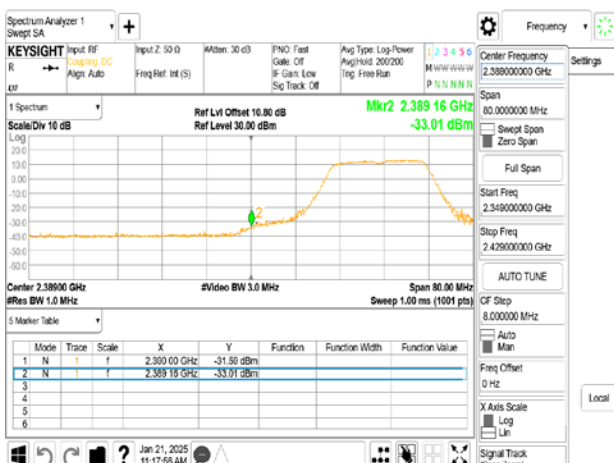 Spectrum Analyzer 1
Swept SA
+
Frequency
KEYSIGHT
R
Input: RF
Coupling: DC
Align: Auto
Input Z: 50 Ω
Freq Ref: Int (S)
#Atten: 30 dB
PNO: Fast
Gate: Off
IF Gain: Low
Sig Track: Off
Avg Type: Log-Power
Avg|Hold: 200/200
Trig: Free Run
1 2 3 4 5 6
M W W W W W
P N N N N N
Center Frequency
2.389000000 GHz
Settings
1 Spectrum
Scale/Div 10 dB
Ref Lvl Offset 10.80 dB
Ref Level 30.00 dBm
Mkr2 2.389 16 GHz
-33.01 dBm
Span
80.0000000 MHz
Swept Span
Zero Span
Full Span
Start Freq
2.349000000 GHz
Stop Freq
2.429000000 GHz
AUTO TUNE
CF Step
8.000000 MHz
Auto
Man
Freq Offset
0 Hz
X Axis Scale
Log
Lin
Signal Track
Local
Log
20.0
10.0
0.00
-10.0
-20.0
-30.0
-40.0
-50.0
-60.0
2
Center 2.38900 GHz
#Video BW 3.0 MHz
Span 80.00 MHz
#Res BW 1.0 MHz
Sweep 1.00 ms (1001 pts)
5 Marker Table
Mode Trace Scale X Y Function Function Width Function Value
1 N 1 f 2.390 00 GHz -31.59 dBm
2 N 1 f 2.389 16 GHz -33.01 dBm
3
4
5
6
?
Jan 21, 2025
11:17:56 AM